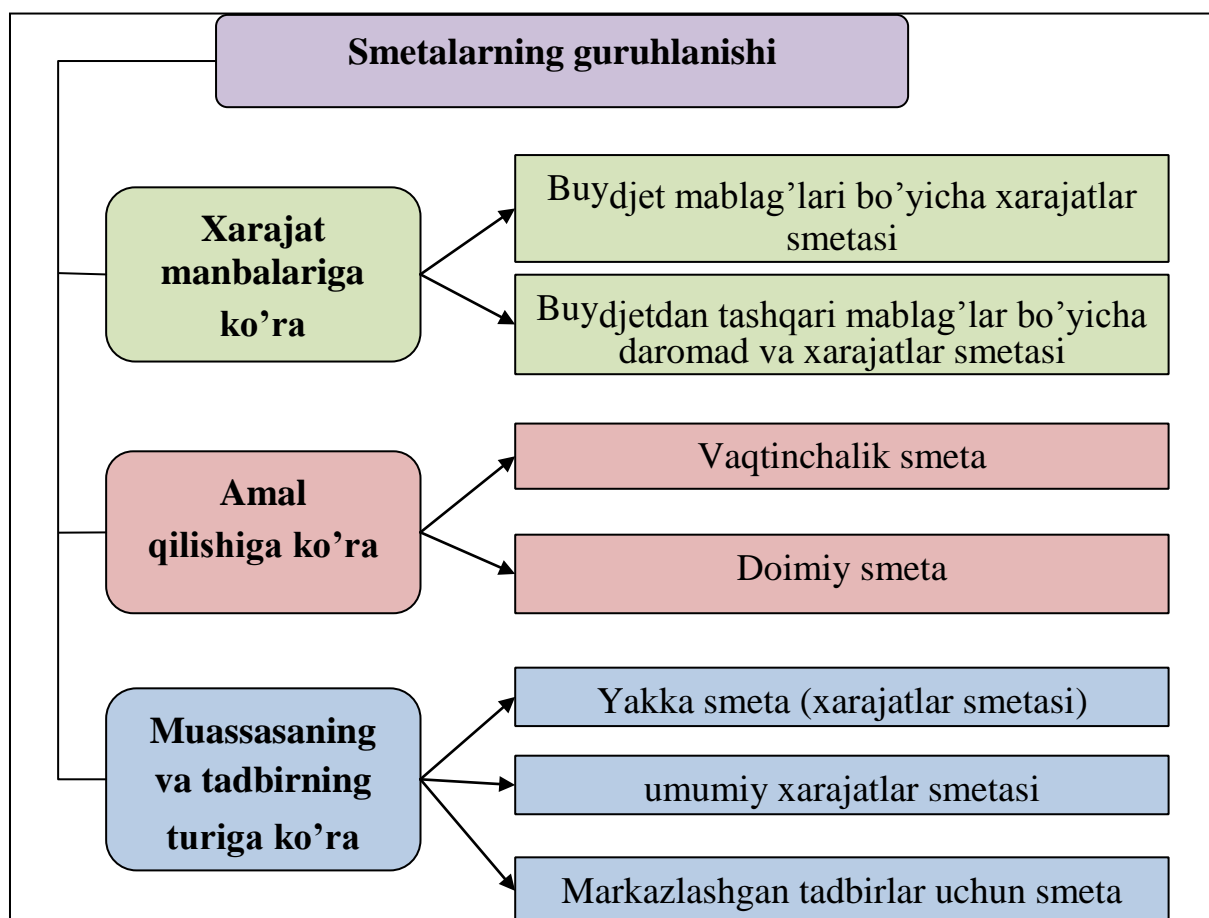 Smetalarning guruhlanishi
Xarajat
manbalariga
ko’ra
Buydjet mablag’lari bo’yicha xarajatlar
smetasi
Buydjetdan tashqari mablag’lar bo’yicha
daromad va xarajatlar smetasi
Amal
qilishiga ko’ra
Vaqtinchalik smeta
Doimiy smeta
Muassasaning
va tadbirning
turiga ko’ra
Yakka smeta (xarajatlar smetasi)
umumiy xarajatlar smetasi
Markazlashgan tadbirlar uchun smeta